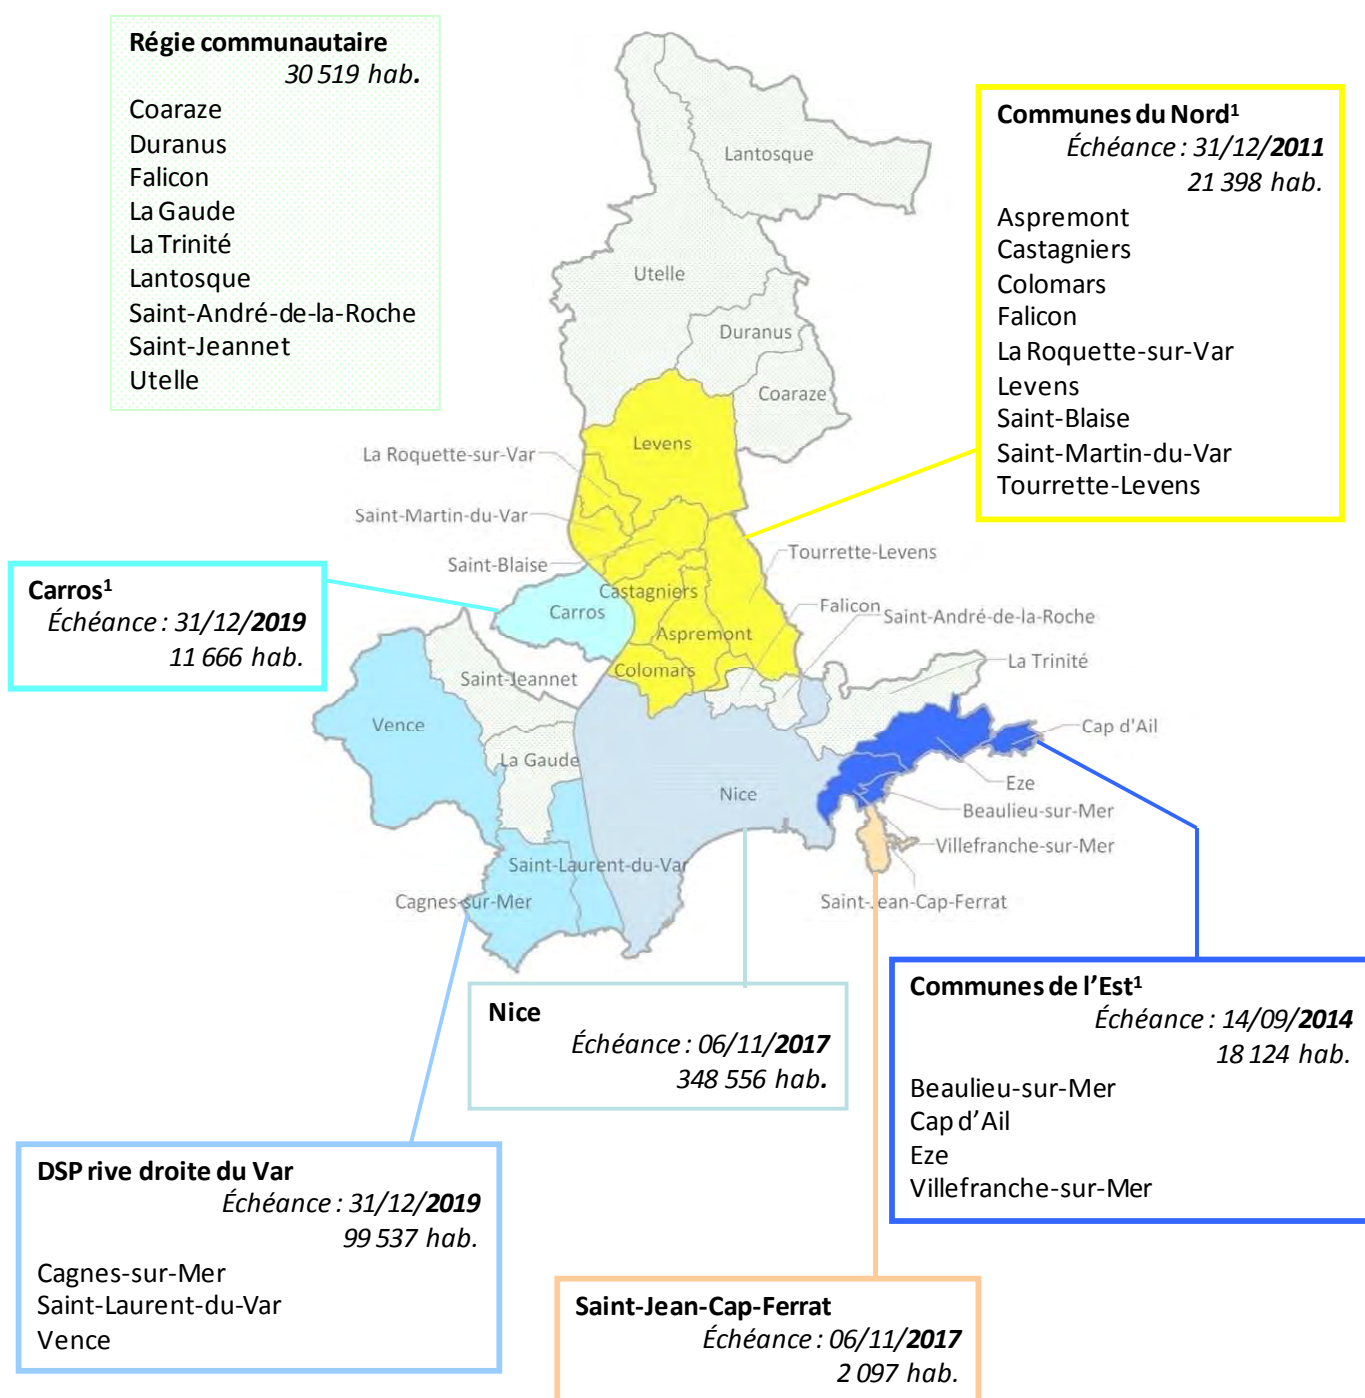 Régie communautaire
30 519 hab.
Coaraze
Duranus
Falicon
La Gaude
La Trinité
Lantosque
Saint-André-de-la-Roche
Saint-Jeannet
Utelle
Communes du Nord¹
Échéance : 31/12/2011
21 398 hab.
Aspremont
Castagniers
Colomars
Falicon
La Roquette-sur-Var
Levens
Saint-Blaise
Saint-Martin-du-Var
Tourrette-Levens
Lantosque
Utelle
Duranus
Coaraze
Levens
La Roquette-sur-Var
Saint-Martin-du-Var
Saint-Blaise
Tourrette-Levens
Castagniers
Carros
Falicon
Saint-André-de-la-Roche
Aspremont
La Trinité
Colomars
Saint-Jeannet
Vence
Cap d'Ail
La Gaude
Eze
Nice
Beaulieu-sur-Mer
Villefranche-sur-Mer
Saint-Laurent-du-Var
Cagnes-sur-Mer
Saint-Jean-Cap-Ferrat
Carros¹
Échéance : 31/12/2019
11 666 hab.
Nice
Échéance : 06/11/2017
348 556 hab.
Communes de l’Est¹
Échéance : 14/09/2014
18 124 hab.
Beaulieu-sur-Mer
Cap d’Ail
Eze
Villefranche-sur-Mer
DSP rive droite du Var
Échéance : 31/12/2019
99 537 hab.
Cagnes-sur-Mer
Saint-Laurent-du-Var
Vence
Saint-Jean-Cap-Ferrat
Échéance : 06/11/2017
2 097 hab.